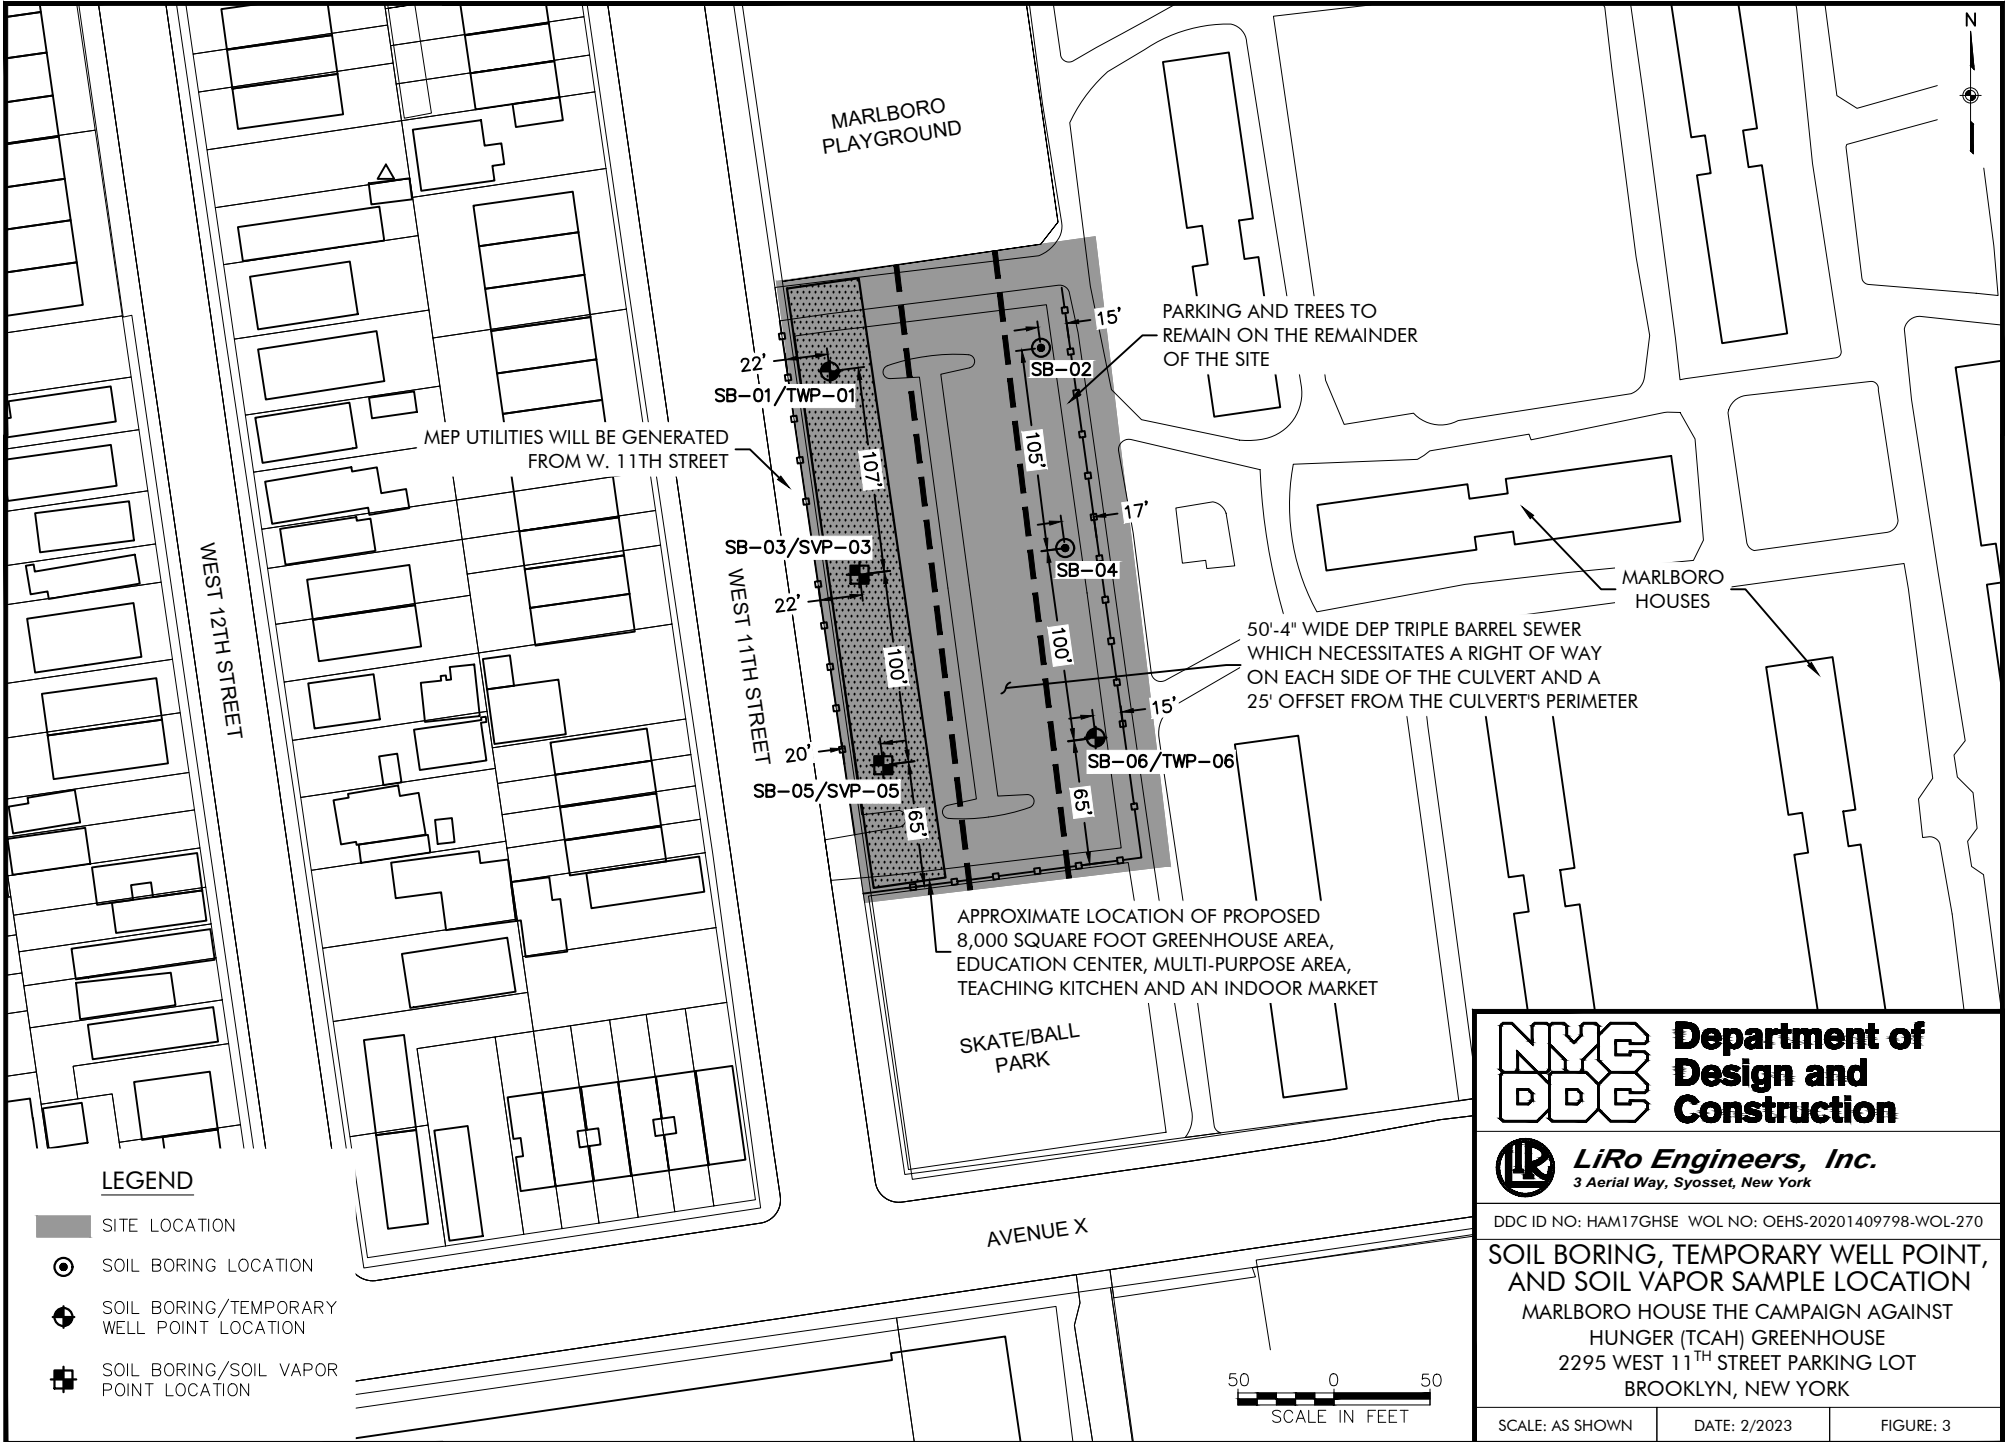 N
MARLBORO
PLAYGROUND
PARKING AND TREES TO
REMAIN ON THE REMAINDER
OF THE SITE
15'
22'
SB-02
SB-01/TWP-01
MEP UTILITIES WILL BE GENERATED
FROM W. 11TH STREET
107'
105'
17'
SB-03/SVP-03
SB-04
22'
WEST 12TH STREET
WEST 11TH STREET
MARLBORO
HOUSES
50'-4" WIDE DEP TRIPLE BARREL SEWER
WHICH NECESSITATES A RIGHT OF WAY
ON EACH SIDE OF THE CULVERT AND A
25' OFFSET FROM THE CULVERT'S PERIMETER
100'
100'
15'
20'
SB-06/TWP-06
SB-05/SVP-05
65'
65'
APPROXIMATE LOCATION OF PROPOSED
8,000 SQUARE FOOT GREENHOUSE AREA,
EDUCATION CENTER, MULTI-PURPOSE AREA,
TEACHING KITCHEN AND AN INDOOR MARKET
SKATE/BALL
PARK
AVENUE X
LEGEND
SITE LOCATION
SOIL BORING LOCATION
SOIL BORING/TEMPORARY
WELL POINT LOCATION
SOIL BORING/SOIL VAPOR
POINT LOCATION
50 0 50
SCALE IN FEET
NYC
DDC
Department of
Design and
Construction
LiRo
LiRo Engineers, Inc.
3 Aerial Way, Syosset, New York
DDC ID NO: HAM17GHSE WOL NO: OEHS-20201409798-WOL-270
SOIL BORING, TEMPORARY WELL POINT,
AND SOIL VAPOR SAMPLE LOCATION
MARLBORO HOUSE THE CAMPAIGN AGAINST
HUNGER (TCAH) GREENHOUSE
2295 WEST 11TH STREET PARKING LOT
BROOKLYN, NEW YORK
SCALE: AS SHOWN
DATE: 2/2023
FIGURE: 3